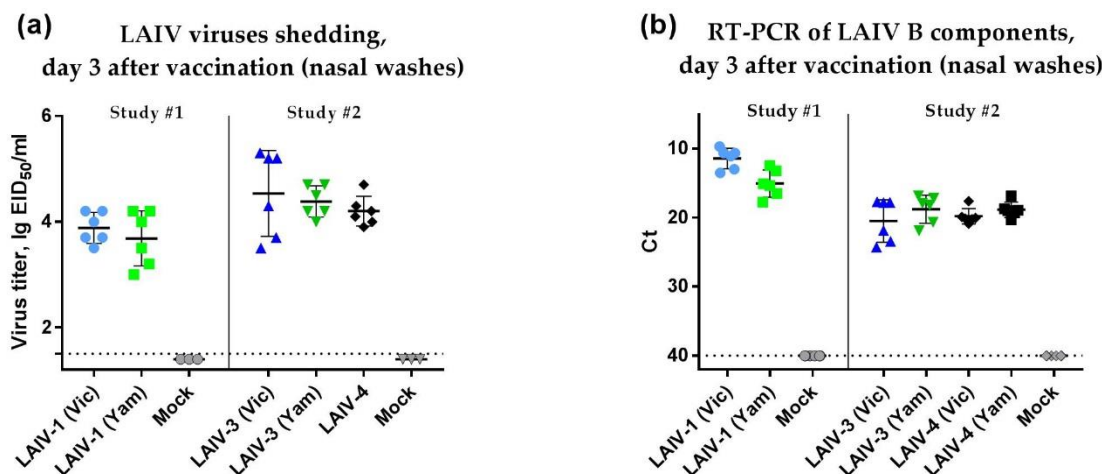 (a)
LAIV viruses shedding,
day 3 after vaccination (nasal washes)
Study #1
Study #2
Virus titer, lg EID50/ml
6
4
2
LAIV-1 (Vic)
LAIV-1 (Yam)
Mock
LAIV-3 (Vic)
LAIV-3 (Yam)
LAIV-4
Mock
(b)
RT-PCR of LAIV B components,
day 3 after vaccination (nasal washes)
Study #1
Study #2
Ct
10
20
30
40
LAIV-1 (Vic)
LAIV-1 (Yam)
Mock
LAIV-3 (Vic)
LAIV-3 (Yam)
LAIV-4 (Vic)
LAIV-4 (Yam)
Mock